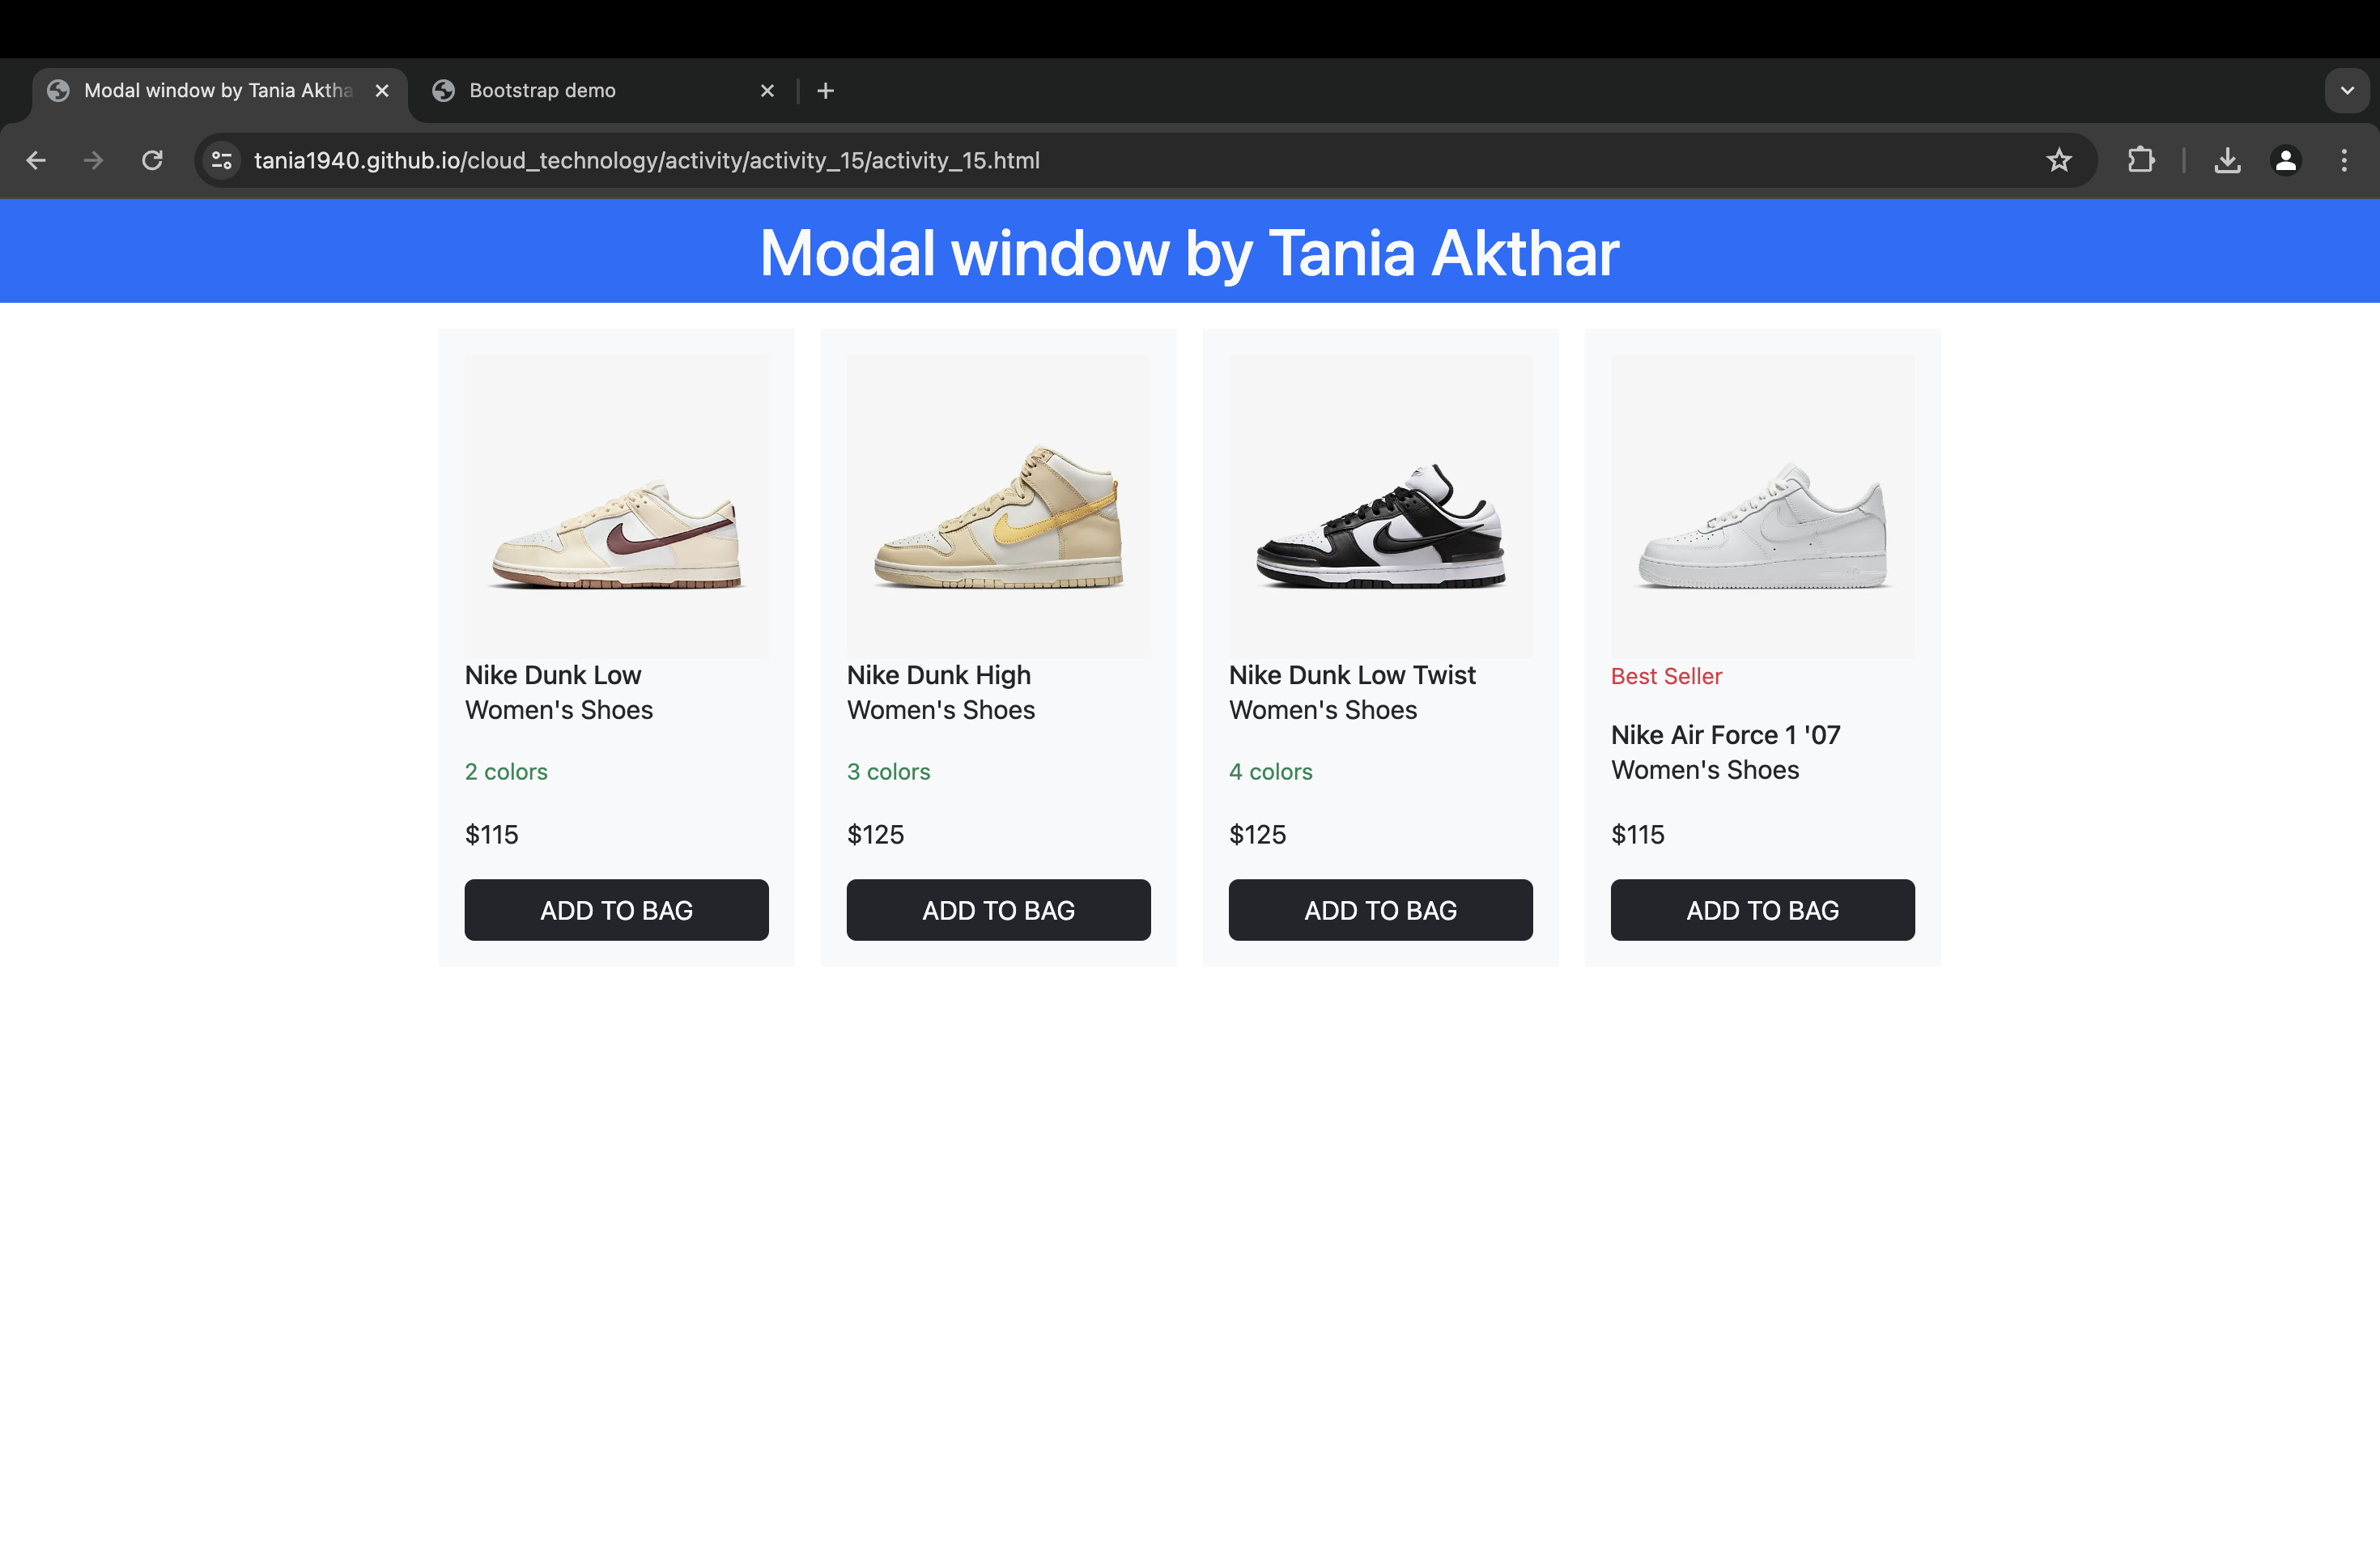 Modal window by Tania Aktha
Bootstrap demo
tania1940.github.io/cloud_technology/activity/activity_15/activity_15.html
Modal window by Tania Akthar
Nike Dunk Low
Women's Shoes
2 colors
$115
ADD TO BAG
Nike Dunk High
Women's Shoes
3 colors
$125
ADD TO BAG
Nike Dunk Low Twist
Women's Shoes
4 colors
$125
ADD TO BAG
Best Seller
Nike Air Force 1 '07
Women's Shoes
$115
ADD TO BAG